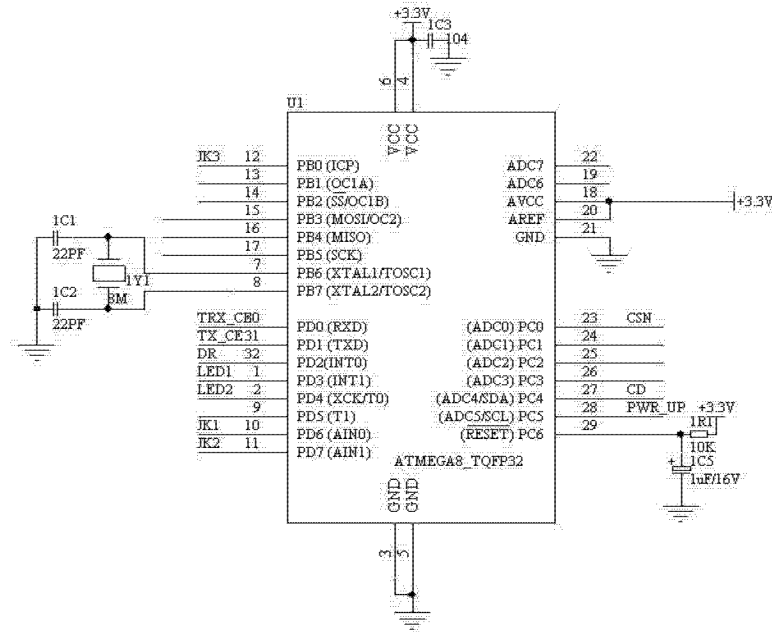 +3.3V
1C3
104
6 4
U1
VCC VCC
JK3 12 PB0 (ICP) ADC7 22
13 PB1 (OC1A) ADC6 19
14 PB2 (SS/OC1B) AVCC 18 +3.3V
15 PB3 (MOSI/OC2) AREF 20
16 PB4 (MISO) GND 21
17 PB5 (SCK)
7 PB6 (XTAL1/TOSC1)
8 PB7 (XTAL2/TOSC2)
1C1
22PF
1Y1
8M
1C2
22PF
TRX_CE0 PD0 (RXD) (ADC0) PC0 23 CSN
TX_CE31 PD1 (TXD) (ADC1) PC1 24
DR 32 PD2(INT0) (ADC2) PC2 25
LED1 1 PD3 (INT1) (ADC3) PC3 26
LED2 2 PD4 (XCK/T0) (ADC4/SDA) PC4 27 CD
9 PD5 (T1) (ADC5/SCL) PC5 28 PWR_UP +3.3V
JK1 10 PD6 (AIN0) (RESET) PC6 29
JK2 11 PD7 (AIN1)
1R1
10K
+ 1C5
1uF/16V
ATMEGA8_TQFP32
GND GND
3 5